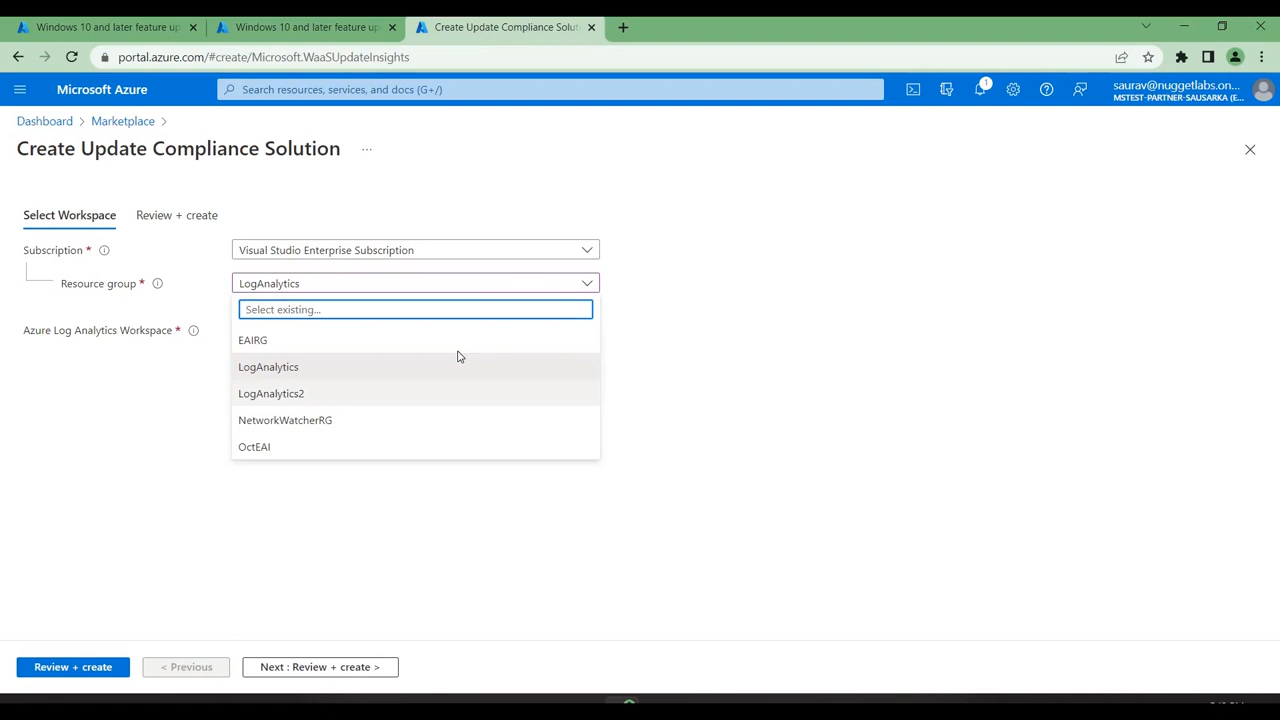 Windows 10 and later feature up
Windows 10 and later feature up
Create Update Compliance Soluti
portal.azure.com/#create/Microsoft.WaaSUpdateInsights
Microsoft Azure
Search resources, services, and docs (G+/)
1
saurav@nuggetlabs.on...
MSTEST-PARTNER-SAUSARKA (E...
Dashboard > Marketplace >
Create Update Compliance Solution ...
Select Workspace
Review + create
Subscription *
Visual Studio Enterprise Subscription
Resource group *
LogAnalytics
Select existing...
Azure Log Analytics Workspace *
EAIRG
LogAnalytics
LogAnalytics2
NetworkWatcherRG
OctEAI
Review + create
< Previous
Next : Review + create >